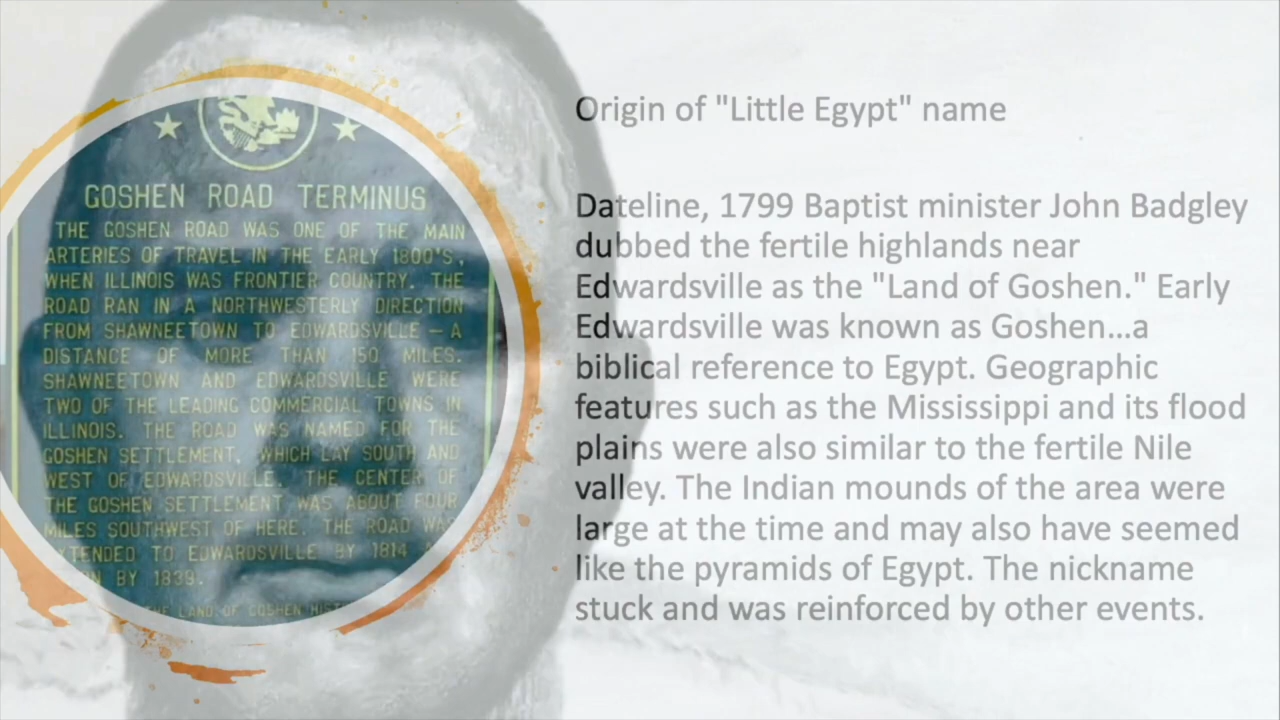 GOSHEN ROAD TERMINUS
THE GOSHEN ROAD WAS ONE OF THE MAIN
ARTERIES OF TRAVEL IN THE EARLY 1800'S,
WHEN ILLINOIS WAS FRONTIER COUNTRY. THE
ROAD RAN IN A NORTHWESTERLY DIRECTION
FROM SHAWNEETOWN TO EDWARDSVILLE — A
DISTANCE OF MORE THAN 150 MILES.
SHAWNEETOWN AND EDWARDSVILLE WERE
TWO OF THE LEADING COMMERCIAL TOWNS IN
ILLINOIS. THE ROAD WAS NAMED FOR THE
GOSHEN SETTLEMENT, WHICH LAY SOUTH AND
WEST OF EDWARDSVILLE. THE CENTER OF
THE GOSHEN SETTLEMENT WAS ABOUT FOUR
MILES SOUTHWEST OF HERE. THE ROAD WAS
TENDED TO EDWARDSVILLE BY 1814
BY 1839.
THE LAND OF GOSHEN HIST
Origin of "Little Egypt" name
Dateline, 1799 Baptist minister John Badgley
dubbed the fertile highlands near
Edwardsville as the "Land of Goshen." Early
Edwardsville was known as Goshen...a
biblical reference to Egypt. Geographic
features such as the Mississippi and its flood
plains were also similar to the fertile Nile
valley. The Indian mounds of the area were
large at the time and may also have seemed
like the pyramids of Egypt. The nickname
stuck and was reinforced by other events.